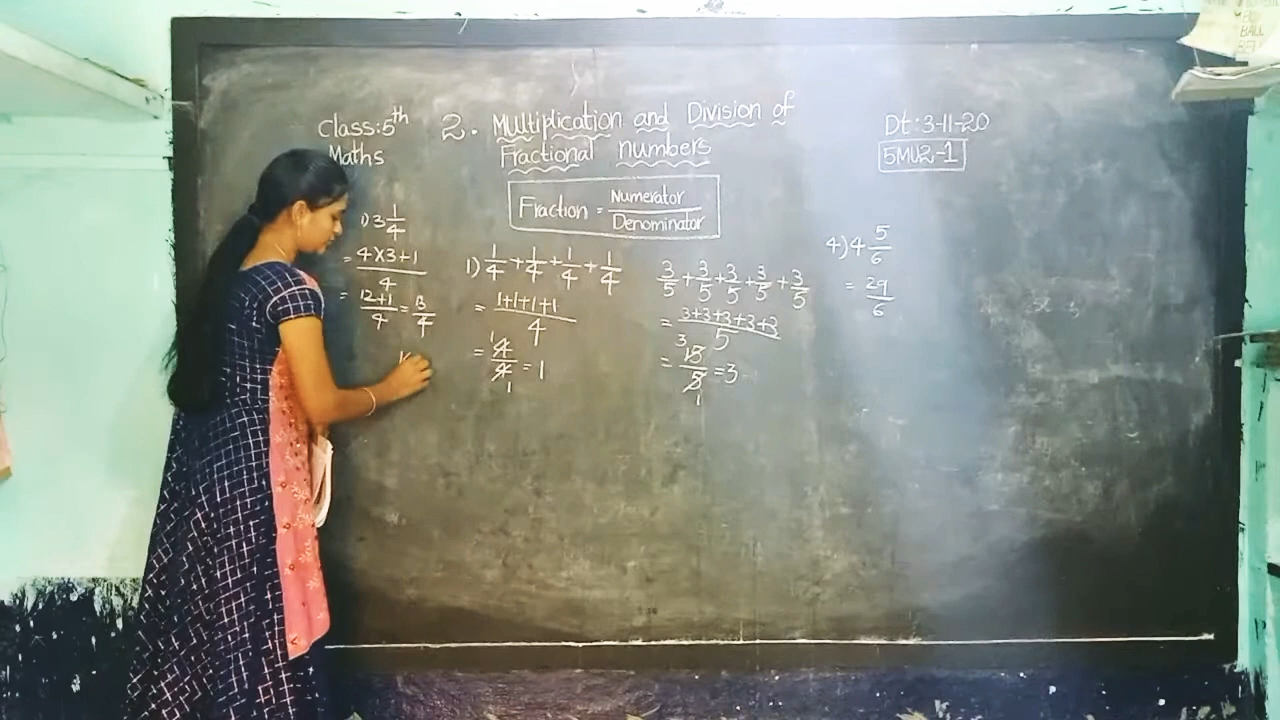 Class:5th
Maths
2. Multiplication and Division of
Fractional numbers
Dt:3-11-20
5MU2-1
Fraction = Numerator / Denominator
1) 3 1/4
= 4×3+1 / 4
= 12+1 / 4 = 13/4
1) 1/4 + 1/4 + 1/4 + 1/4
= 1+1+1+1 / 4
= 4/4 = 1
3/5 + 3/5 + 3/5 + 3/5 + 3/5
= 3+3+3+3+3 / 5
= 15/5 = 3
4) 4 5/6
= 29/6
BALL